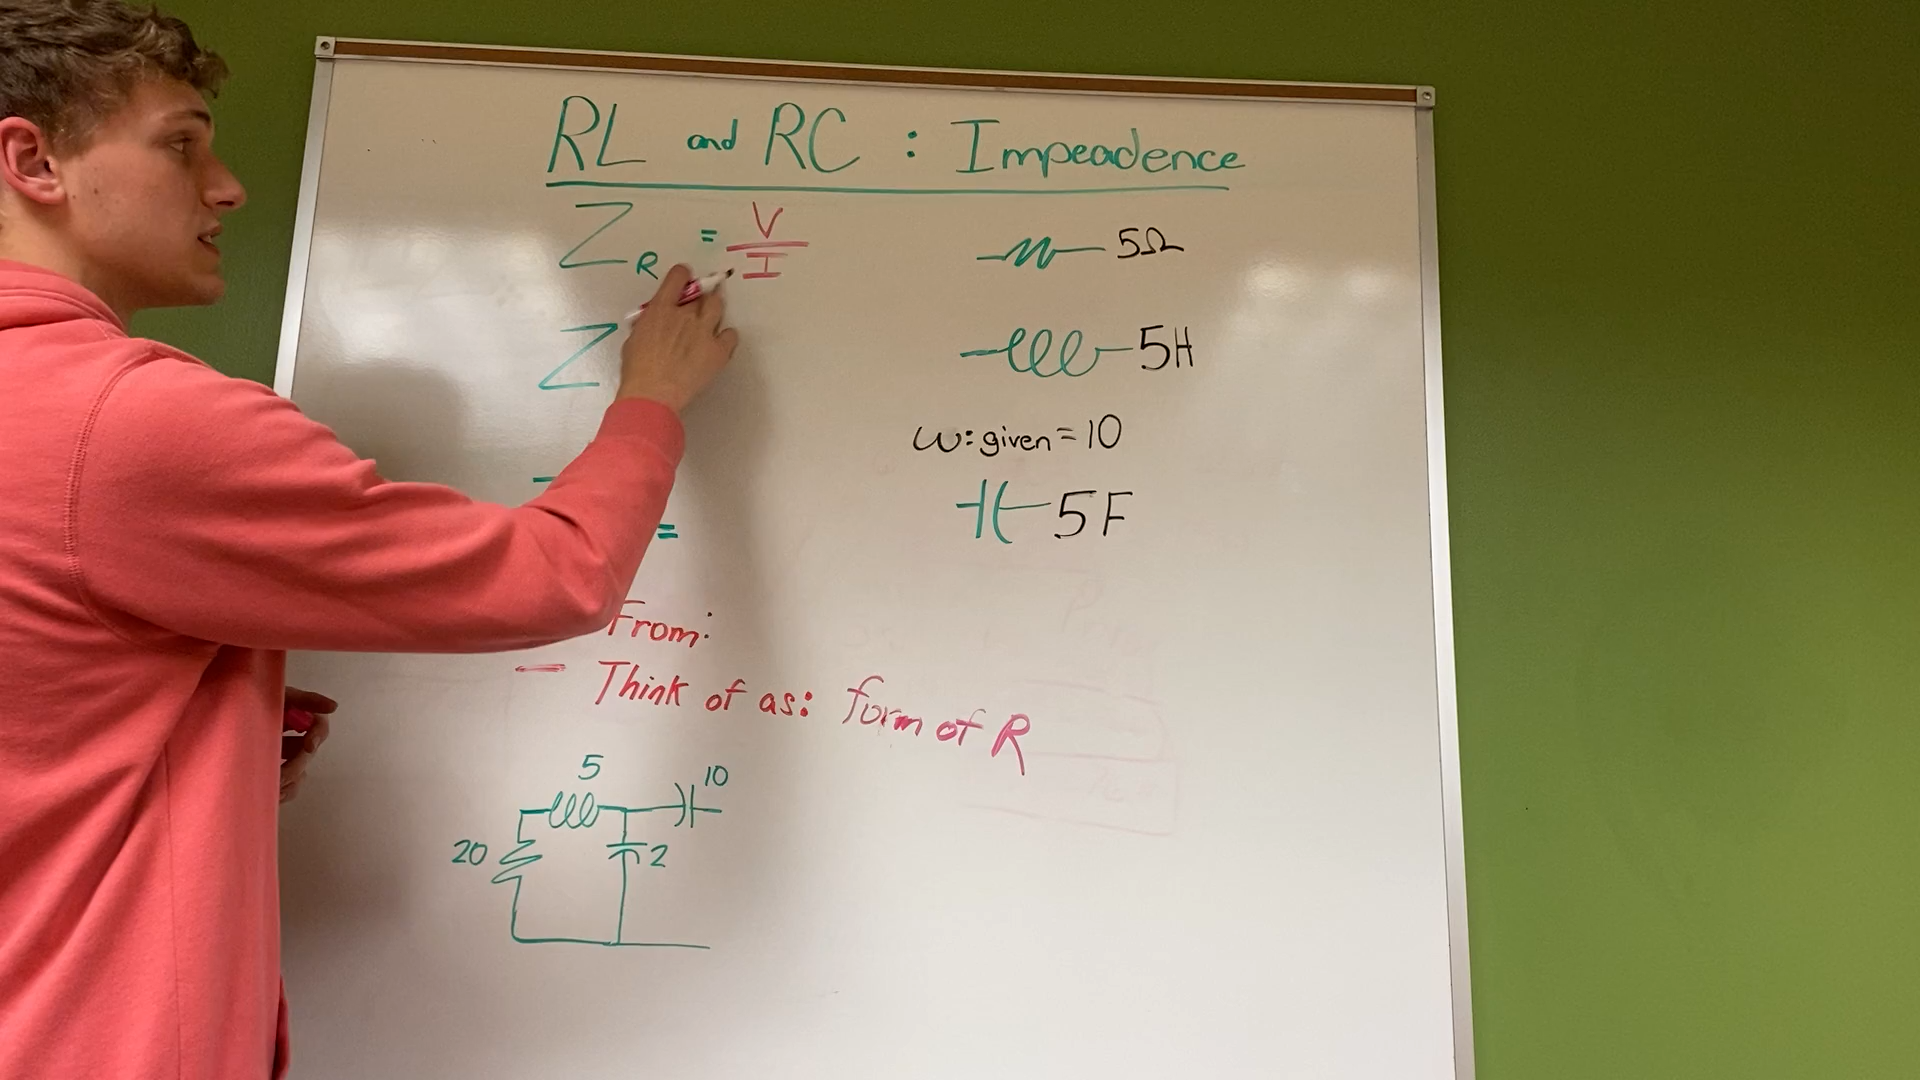 RL and RC : Impeadence
Z R = V / I
5Ω
Z
5H
ω: given = 10
=
5F
From:
— Think of as: form of R
5
10
20
2